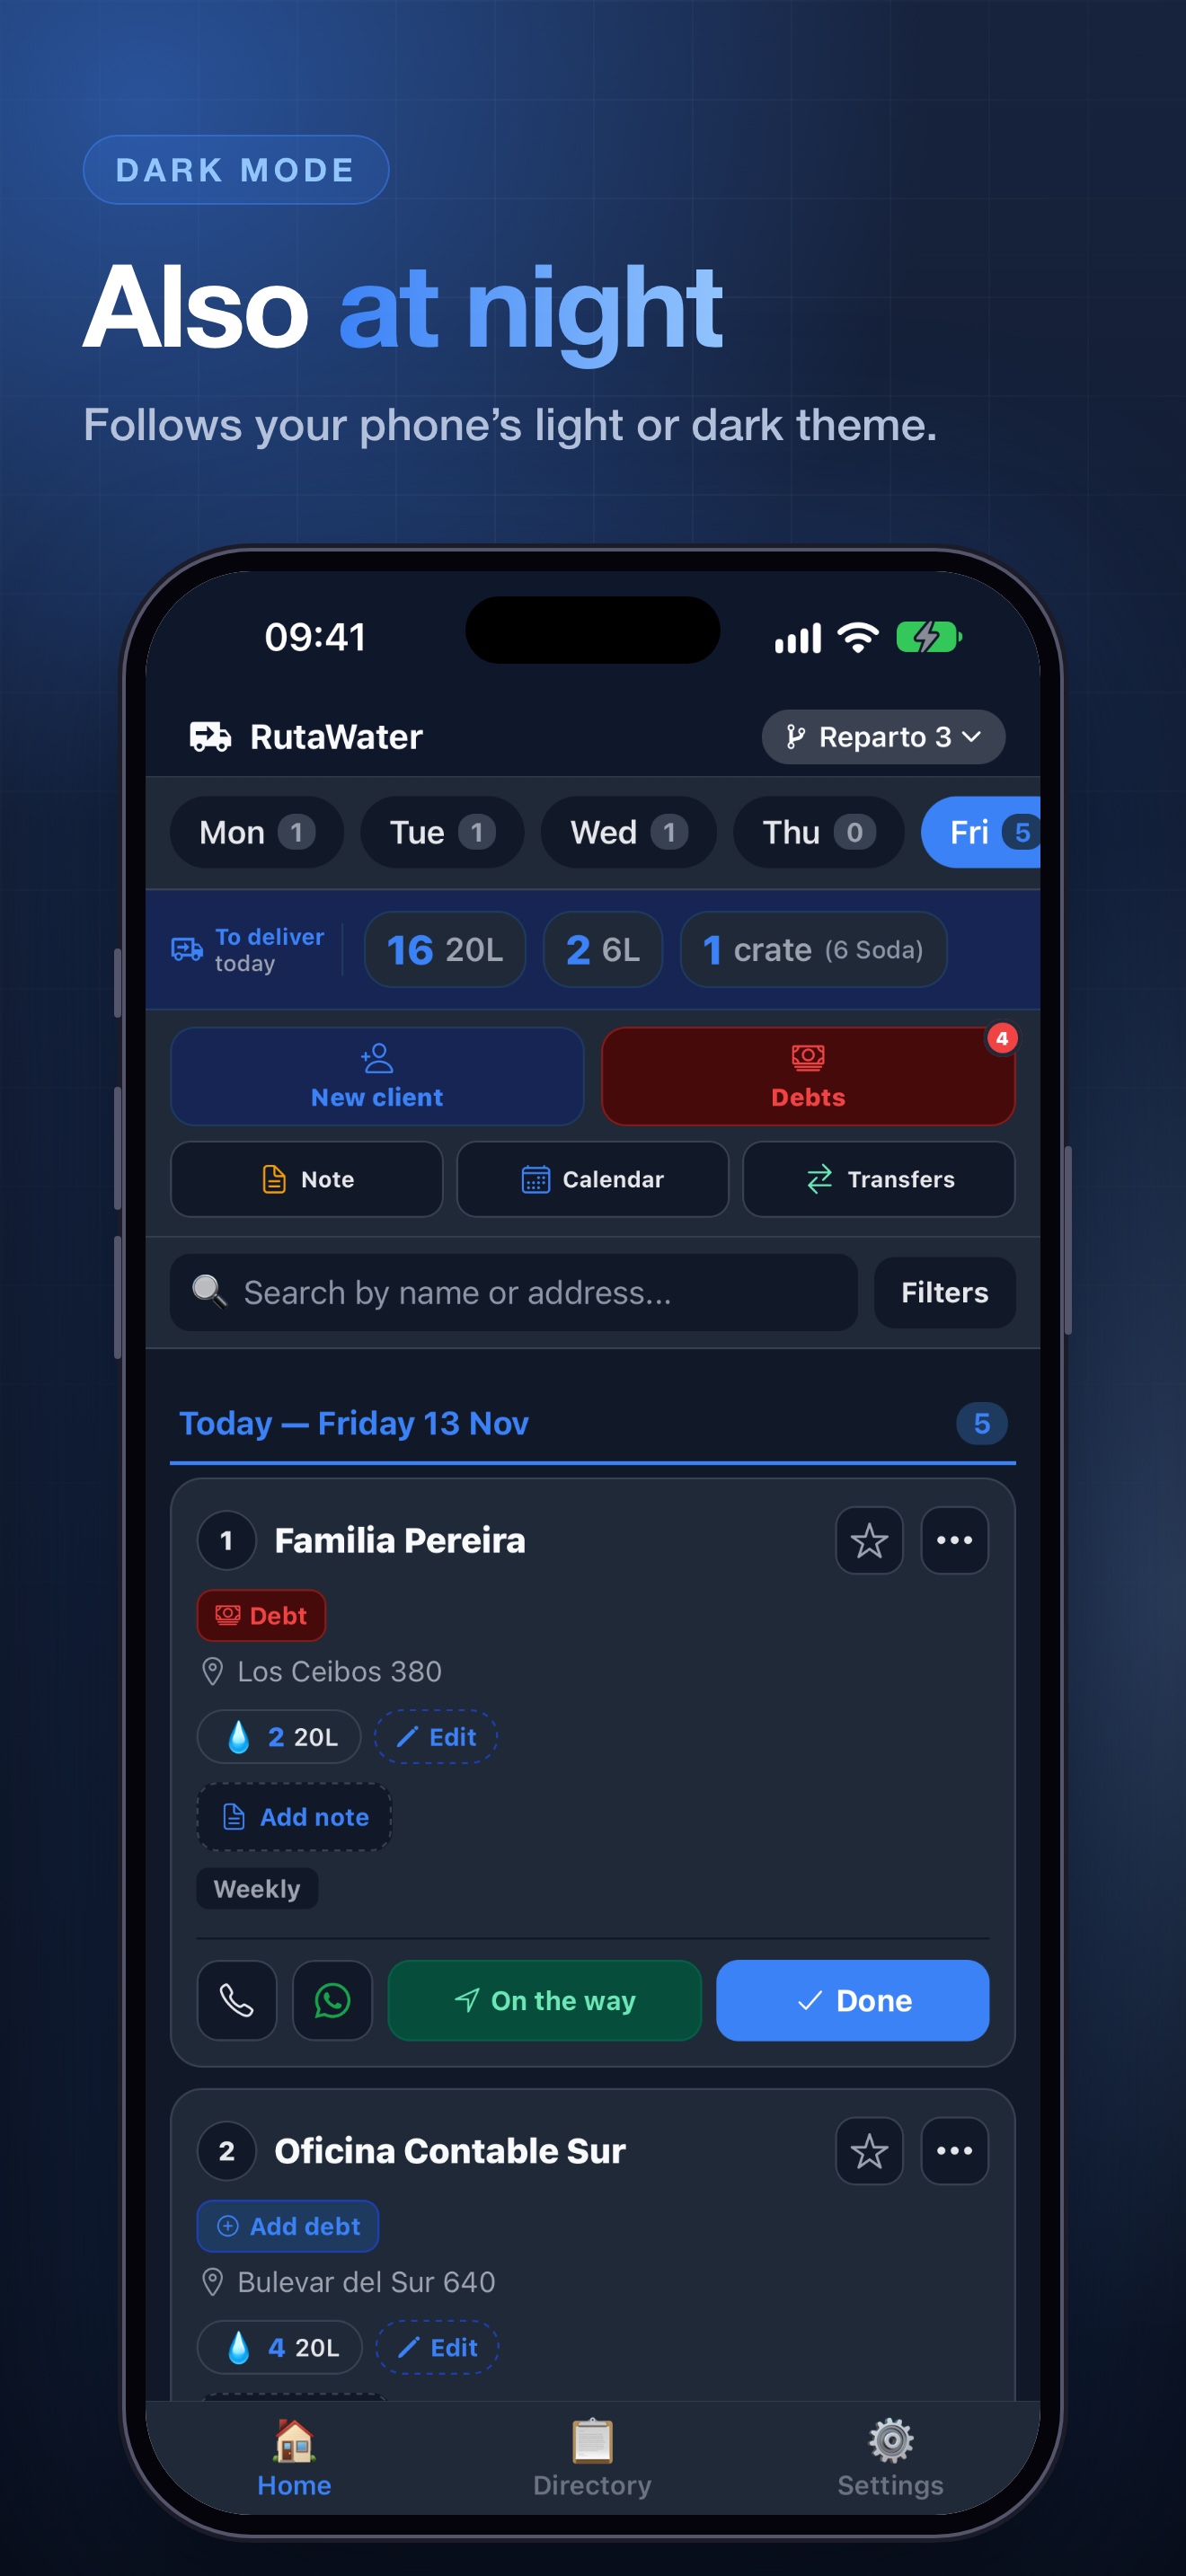 DARK MODE
Also at night
Follows your phone’s light or dark theme.
09:41
RutaWater
Reparto 3
Mon 1 Tue 1 Wed 1 Thu 0 Fri 5
To deliver
today
16 20L 2 6L 1 crate (6 Soda)
4
New client
Debts
Note
Calendar
Transfers
Search by name or address...
Filters
Today — Friday 13 Nov
5
1 Familia Pereira
Debt
Los Ceibos 380
2 20L
Edit
Add note
Weekly
On the way
Done
2 Oficina Contable Sur
Add debt
Bulevar del Sur 640
4 20L
Edit
Home
Directory
Settings